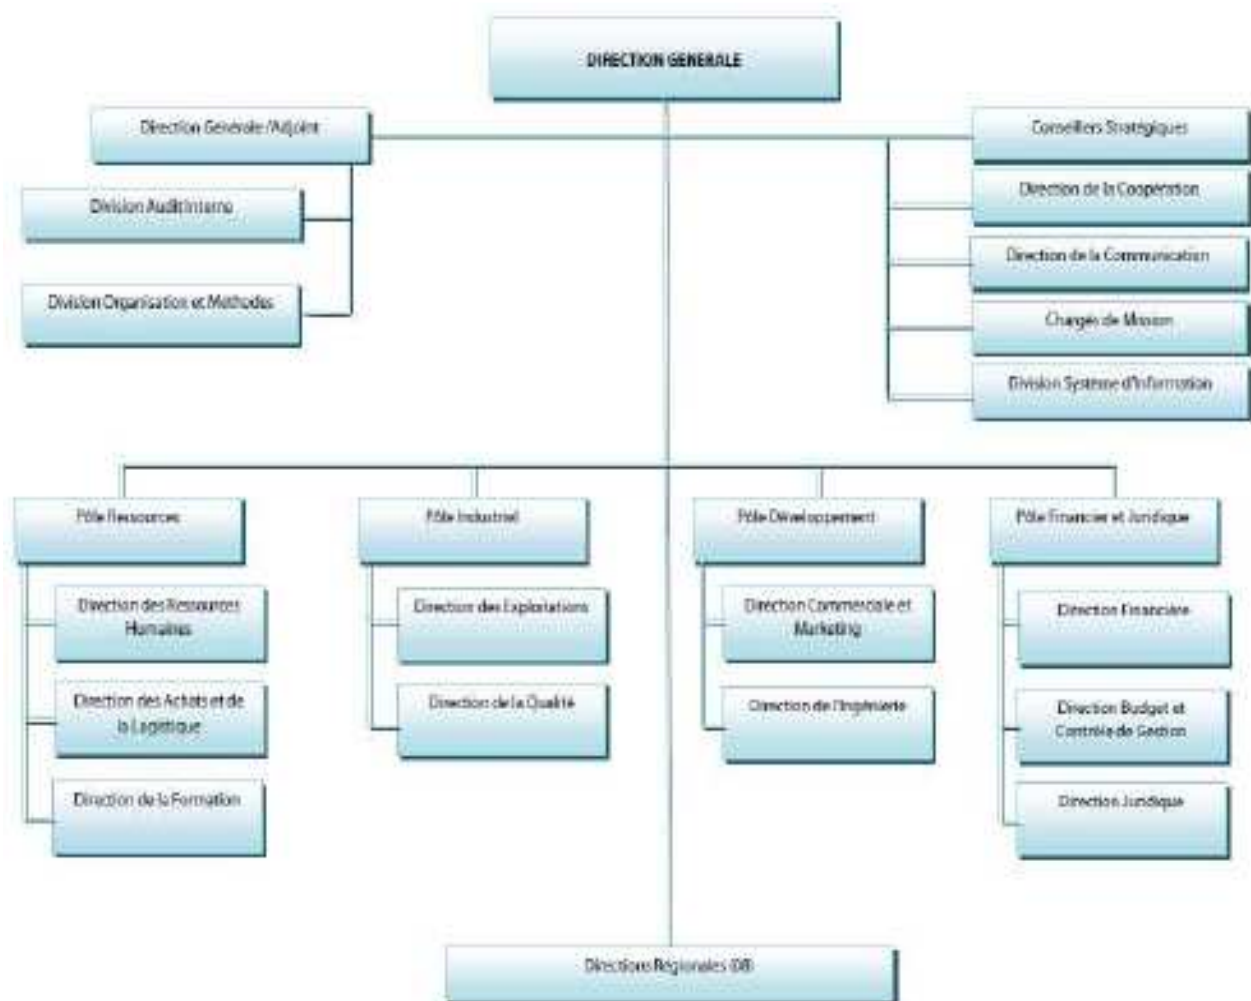 DIRECTION GENERALE
Direction Générale /Adjoint
Conseillers Stratégiques
Division Audit Interne
Direction de la Coopération
Direction de la Communication
Division Organisation et Méthodes
Chargés de Mission
Division Système d'Information
Pôle Ressources
Pôle Industriel
Pôle Développement
Pôle Financier et Juridique
Direction des Ressources
Humaines
Direction des Exploitations
Direction Commerciale et
Marketing
Direction Financière
Direction des Achats et de
la Logistique
Direction de la Qualité
Direction de l'Ingénierie
Direction Budget et
Contrôle de Gestion
Direction de la Formation
Direction Juridique
Directions Régionales